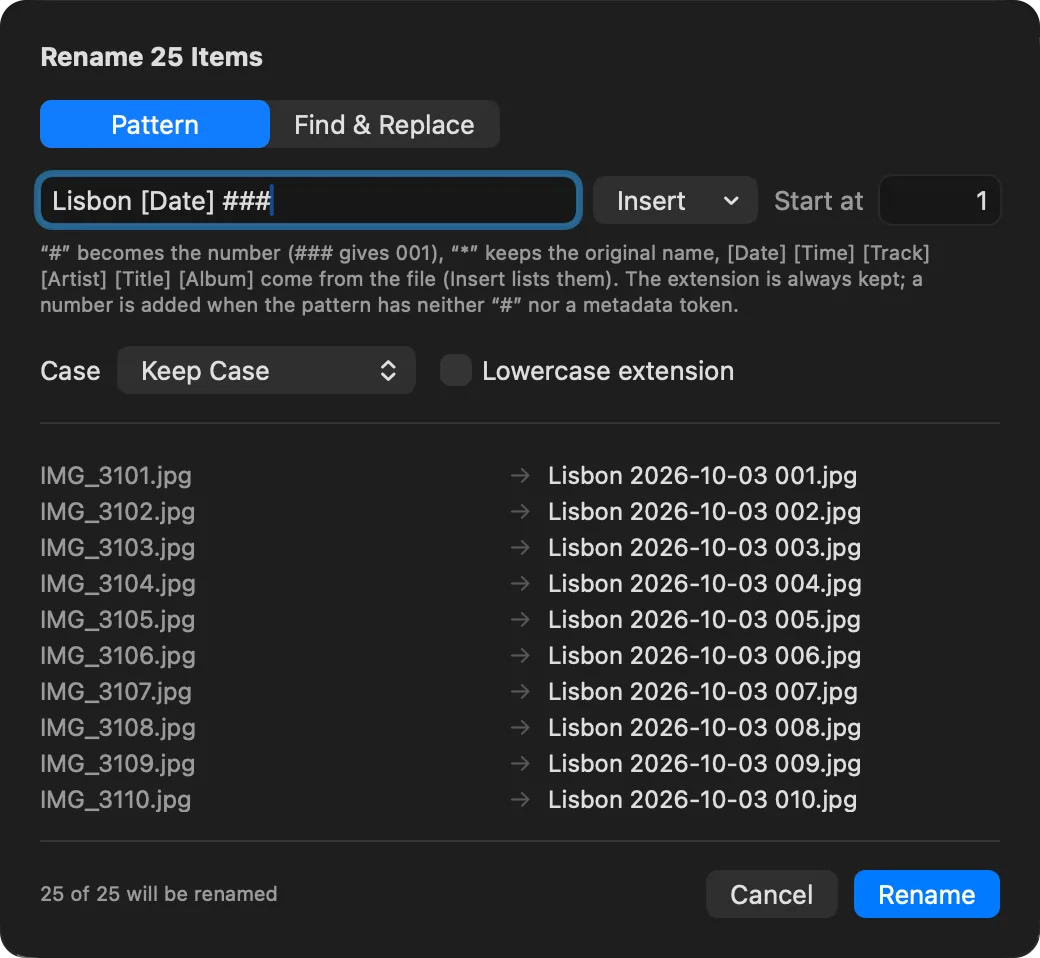 Rename 25 Items
Pattern Find & Replace
Lisbon [Date] ### Insert Start at 1
“#” becomes the number (### gives 001), “*” keeps the original name, [Date] [Time] [Track]
[Artist] [Title] [Album] come from the file (Insert lists them). The extension is always kept; a
number is added when the pattern has neither “#” nor a metadata token.
Case Keep Case Lowercase extension
IMG_3101.jpg → Lisbon 2026-10-03 001.jpg
IMG_3102.jpg → Lisbon 2026-10-03 002.jpg
IMG_3103.jpg → Lisbon 2026-10-03 003.jpg
IMG_3104.jpg → Lisbon 2026-10-03 004.jpg
IMG_3105.jpg → Lisbon 2026-10-03 005.jpg
IMG_3106.jpg → Lisbon 2026-10-03 006.jpg
IMG_3107.jpg → Lisbon 2026-10-03 007.jpg
IMG_3108.jpg → Lisbon 2026-10-03 008.jpg
IMG_3109.jpg → Lisbon 2026-10-03 009.jpg
IMG_3110.jpg → Lisbon 2026-10-03 010.jpg
25 of 25 will be renamed Cancel Rename